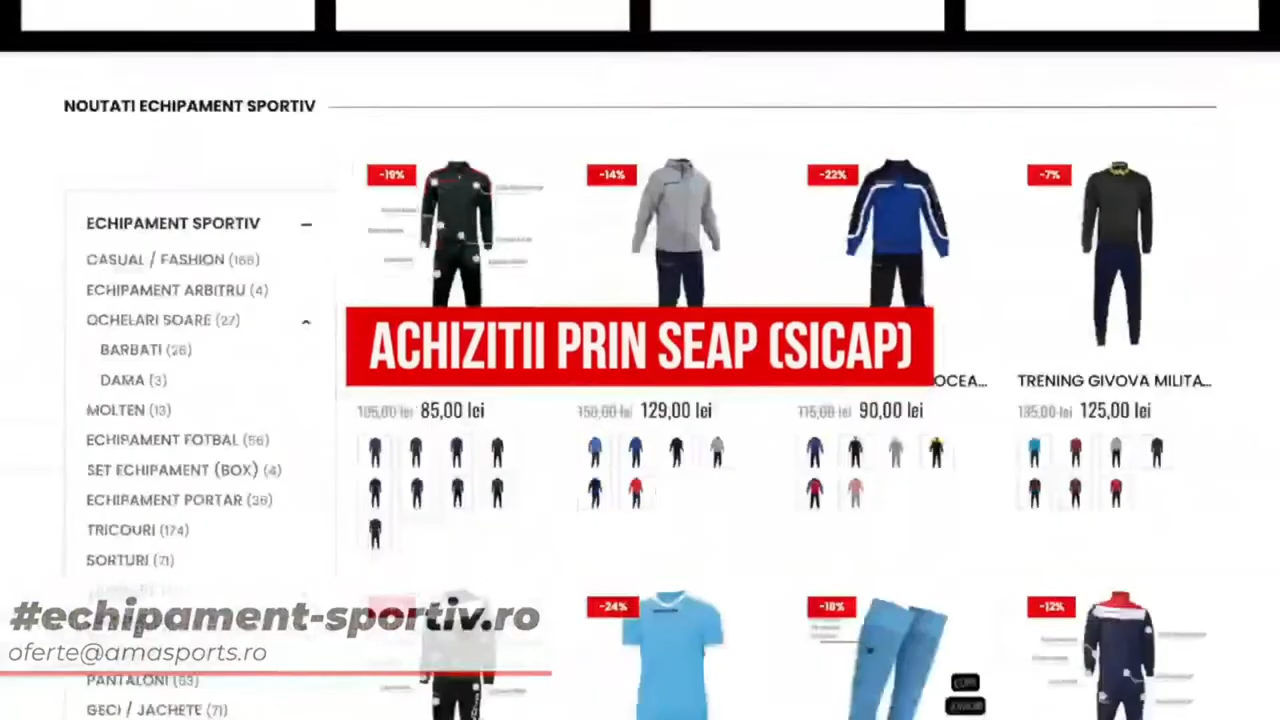 NOUTATI ECHIPAMENT SPORTIV
-19%
-14%
-22%
-7%
ECHIPAMENT SPORTIV
CASUAL / FASHION (166)
ECHIPAMENT ARBITRU (4)
OCHELARI SOARE (27)
BARBATI (26)
DAMA (3)
MOLTEN (13)
ECHIPAMENT FOTBAL (56)
SET ECHIPAMENT (BOX) (4)
ECHIPAMENT PORTAR (36)
TRICOURI (174)
SORTURI (71)
PANTALONI (63)
GECI / JACHETE (71)
ACHIZITII PRIN SEAP (SICAP)
OCEA...
TRENING GIVOVA MILITA...
105,00 lei 85,00 lei
150,00 lei 129,00 lei
115,00 lei 90,00 lei
135,00 lei 125,00 lei
-24%
-18%
-12%
#echipament-sportiv.ro
oferte@amasports.ro